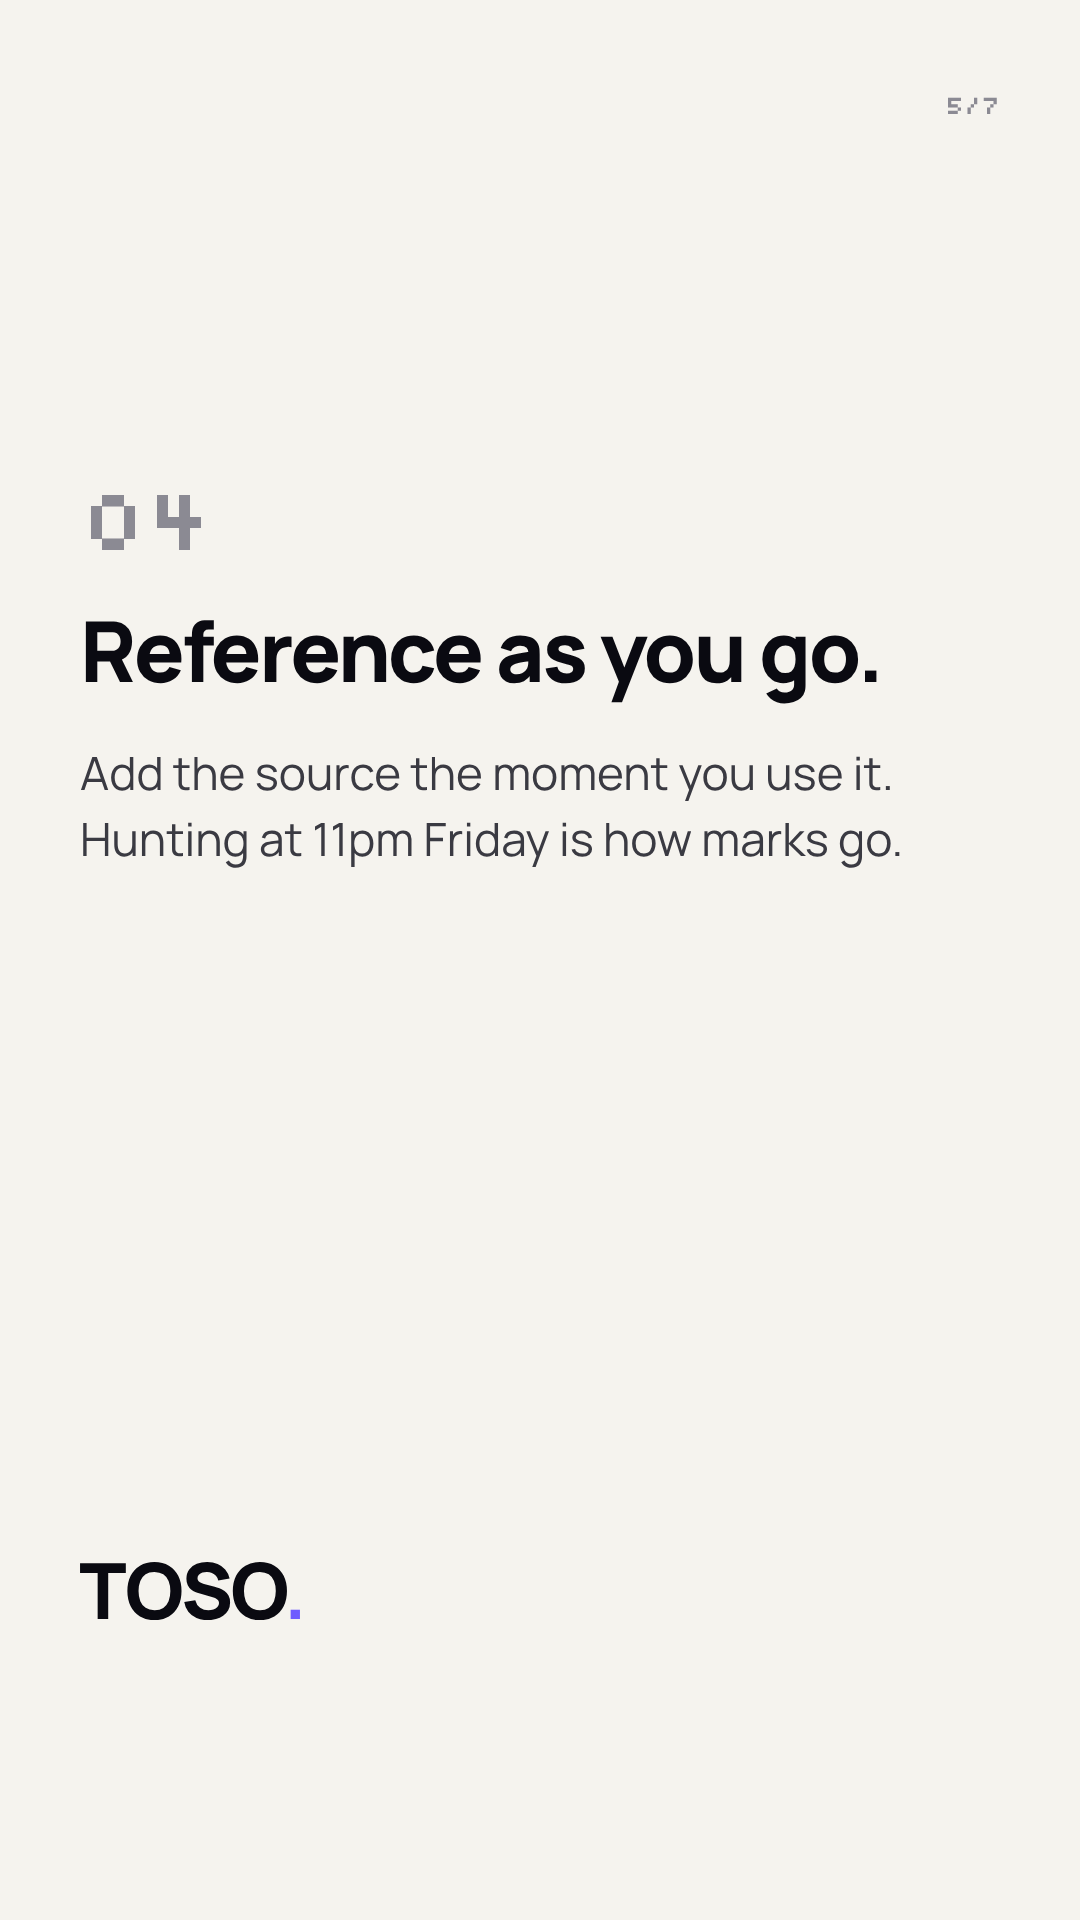 5/7
04
Reference as you go.
Add the source the moment you use it.
Hunting at 11pm Friday is how marks go.
TOSO.